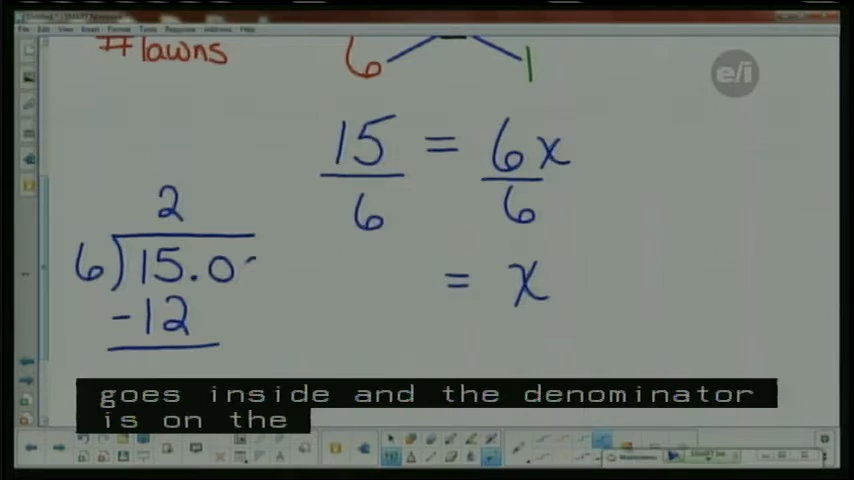 # lawns
6
1
e/i
15 = 6x
6 6
2
6)15.0
-12
= x
goes inside and the denominator
is on the